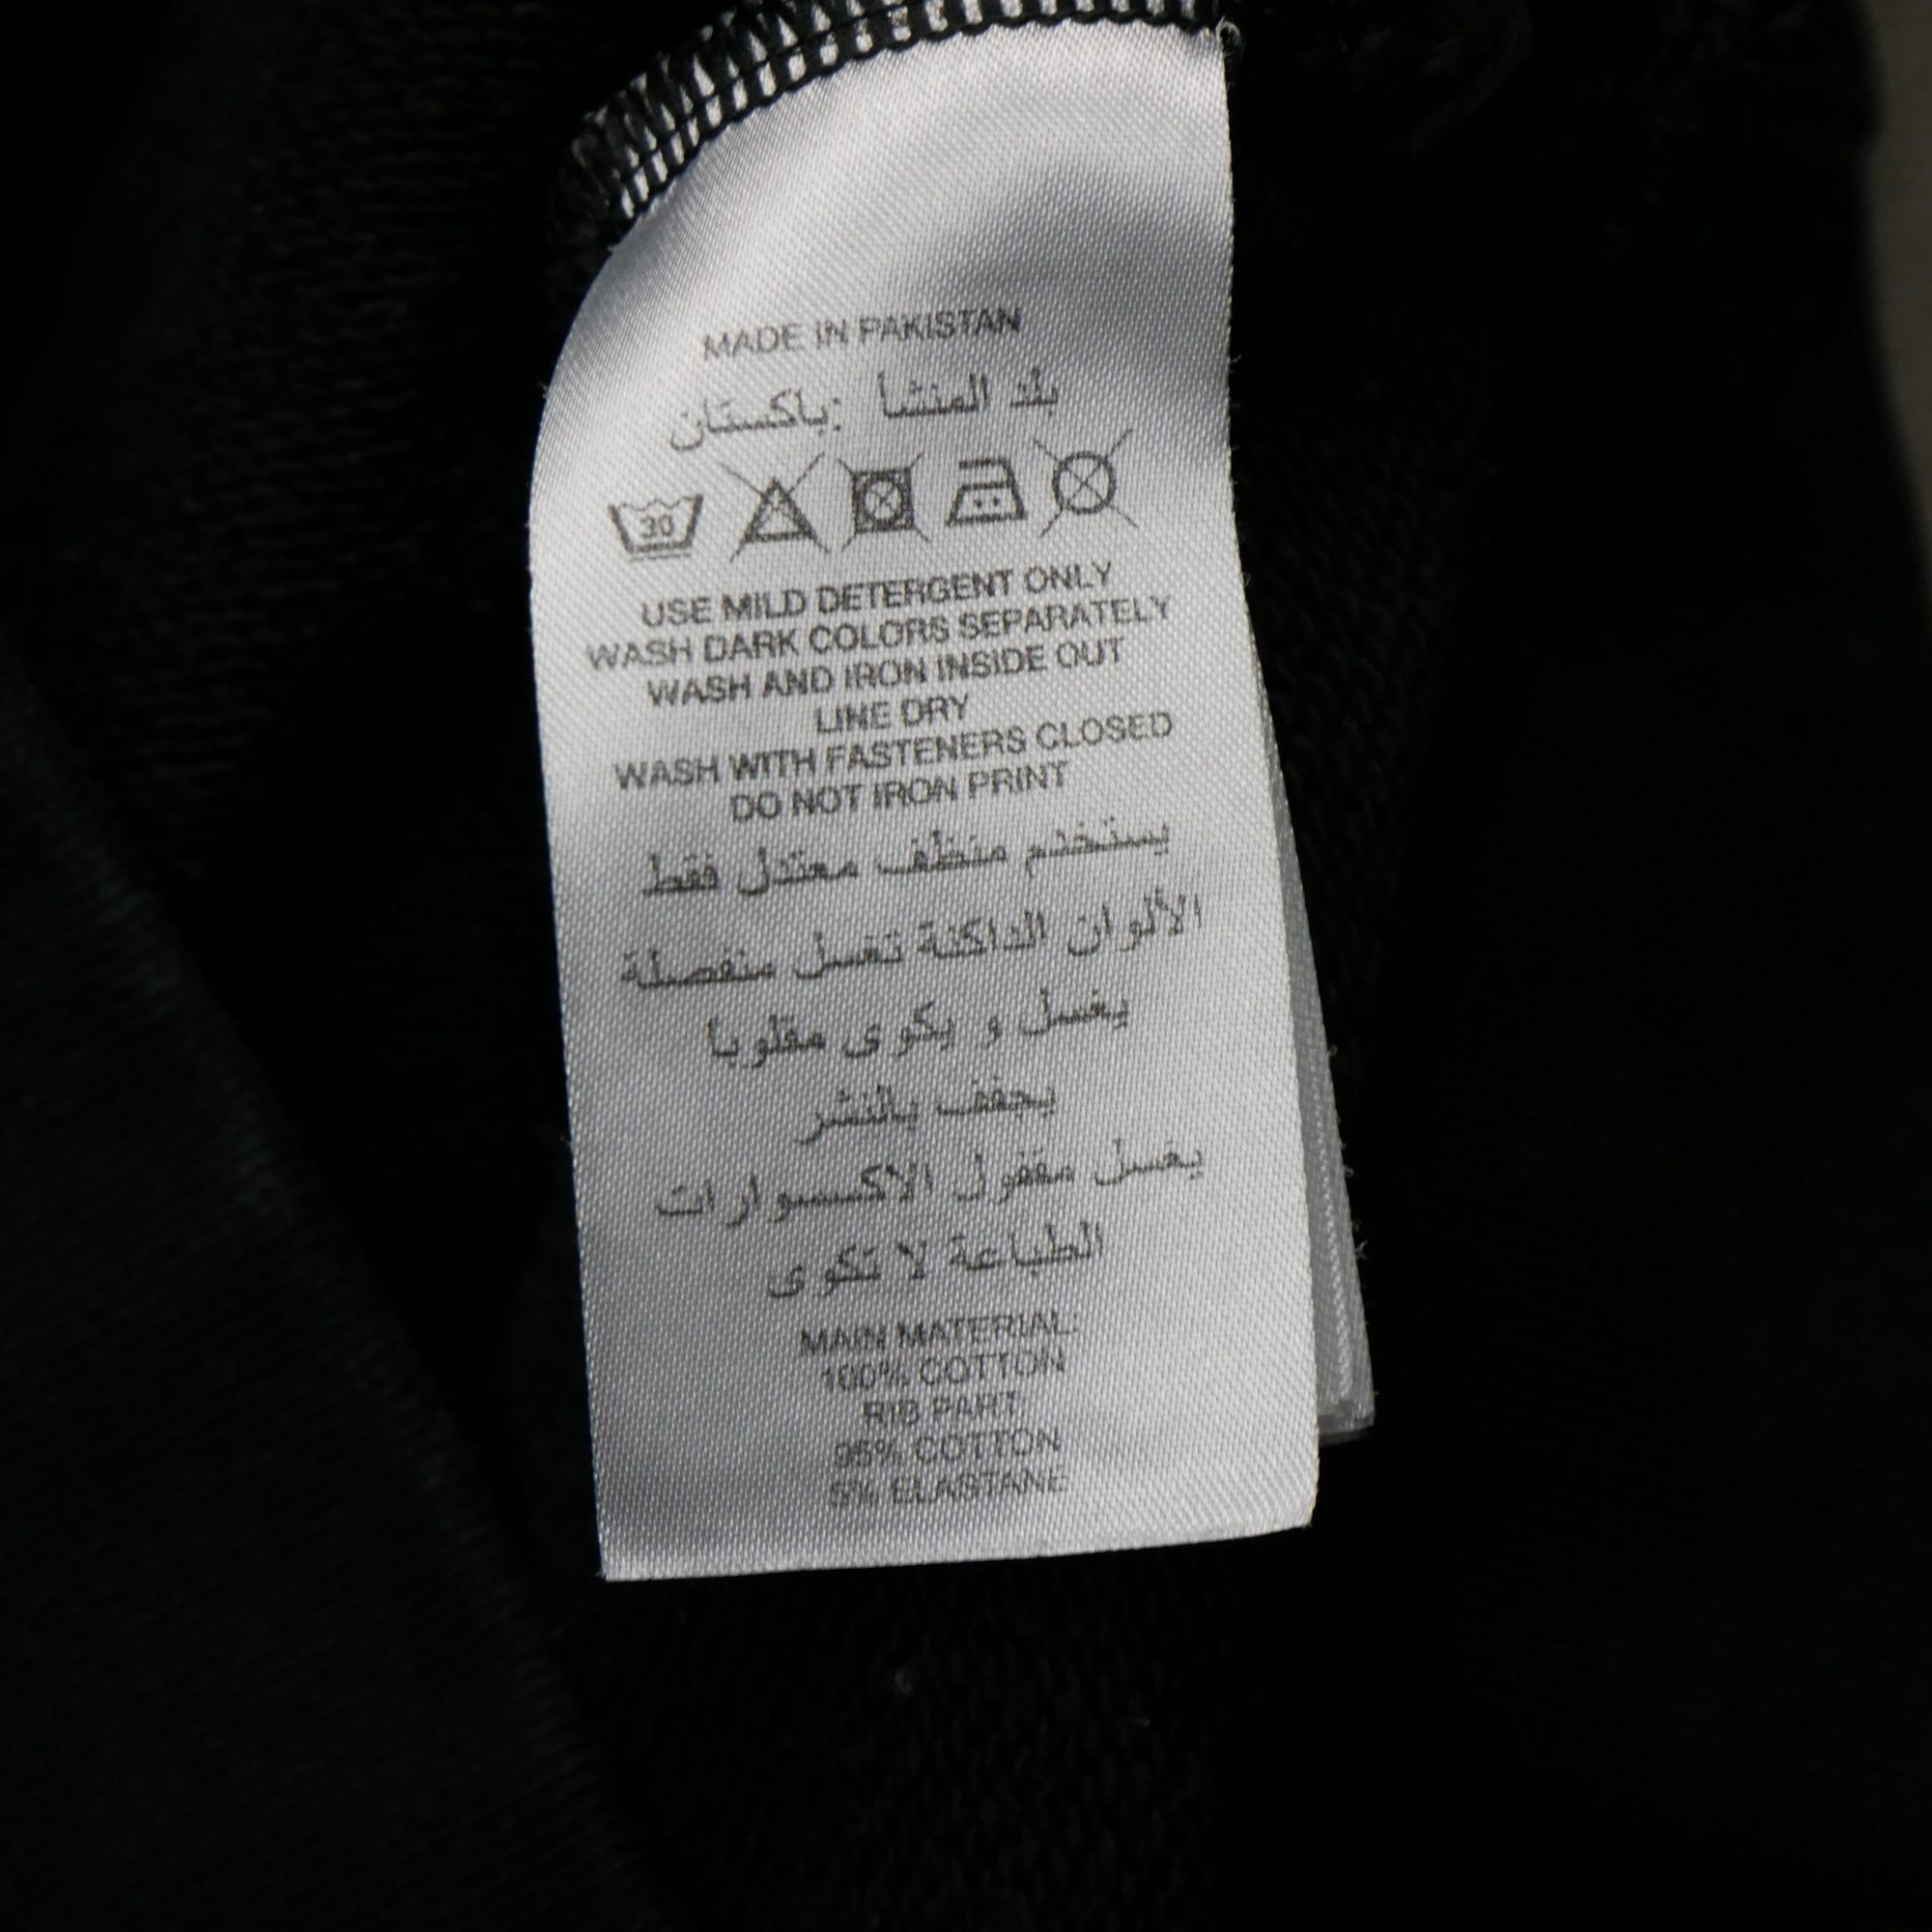 MADE IN PAKISTAN
بلد المنشأ :باكستان
30
USE MILD DETERGENT ONLY
WASH DARK COLORS SEPARATELY
WASH AND IRON INSIDE OUT
LINE DRY
WASH WITH FASTENERS CLOSED
DO NOT IRON PRINT
يستخدم منظف معتدل فقط
الألوان الداكنة تغسل منفصلة
يغسل و يكوى مقلوباً
يجفف بالنشر
يغسل مقفول الاكسسوارات
الطباعة لا تكوى
MAIN MATERIAL:
100% COTTON
RIB PART
95% COTTON
5% ELASTANE